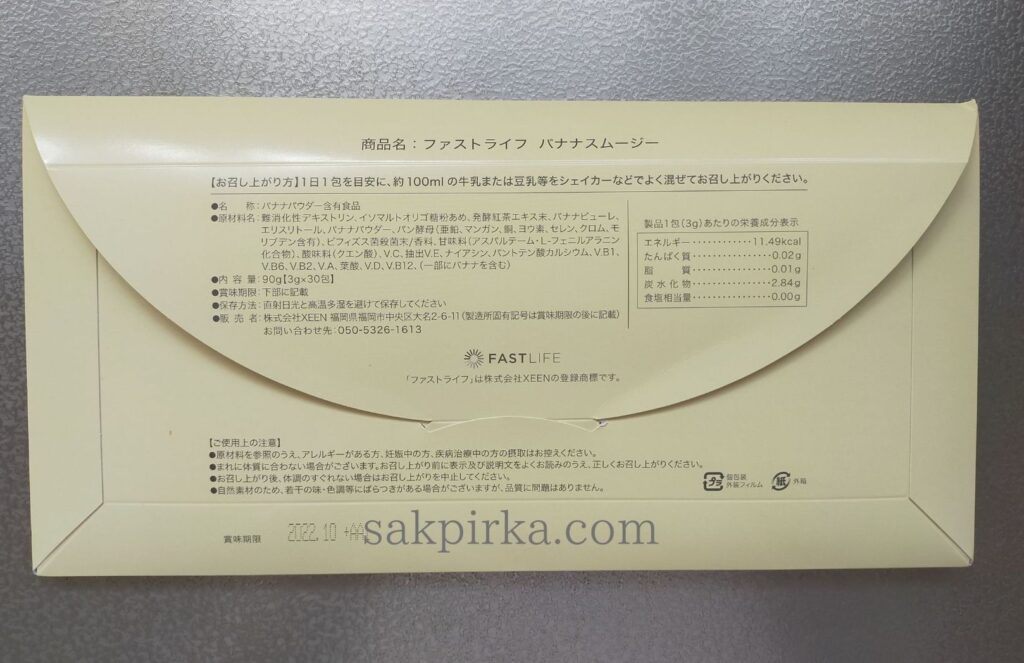 商品名：ファストライフ バナナスムージー
【お召し上がり方】1日1包を目安に、約100mlの牛乳または豆乳等をシェイカーなどでよく混ぜてお召し上がりください。
●名　　称：バナナパウダー含有食品
●原材料名：難消化性デキストリン、イソマルトオリゴ糖粉あめ、発酵紅茶エキス末、バナナピューレ、
エリスリトール、バナナパウダー、パン酵母(亜鉛、マンガン、銅、ヨウ素、セレン、クロム、モ
リブデン含有)、ビフィズス菌殺菌末/香料、甘味料(アスパルテーム・L-フェニルアラニン
化合物)、酸味料(クエン酸)、V.C、抽出V.E、ナイアシン、パントテン酸カルシウム、V.B1、
V.B6、V.B2、V.A、葉酸、V.D、V.B12、(一部にバナナを含む)
●内 容 量：90g【3g×30包】
●賞味期限：下部に記載
●保存方法：直射日光と高温多湿を避けて保存してください
●販 売 者：株式会社XEEN 福岡県福岡市中央区大名2-6-11(製造所固有記号は賞味期限の後に記載)
お問い合わせ先：050-5326-1613
製品1包(3g)あたりの栄養成分表示
エネルギー・・・・・・・・・・・・11.49kcal
たんぱく質・・・・・・・・・・・・・・0.02g
脂　　質・・・・・・・・・・・・・・0.01g
炭水化物・・・・・・・・・・・・・・2.84g
食塩相当量・・・・・・・・・・・・・・0.00g
FASTLIFE
「ファストライフ」は株式会社XEENの登録商標です。
【ご使用上の注意】
●原材料を参照のうえ、アレルギーがある方、妊娠中の方、疾病治療中の方の摂取はお控えください。
●まれに体質に合わない場合がございます。お召し上がり前に表示及び説明文をよくお読みのうえ、正しくお召し上がりください。
●お召し上がり後、体調のすぐれない場合はお召し上がりを中止してください。
●自然素材のため、若干の味・色調等にばらつきがある場合がございますが、品質に問題はありません。
プラ 個包装
外装フィルム
紙 外箱
賞味期限 2022.10 +AA
sakpirka.com